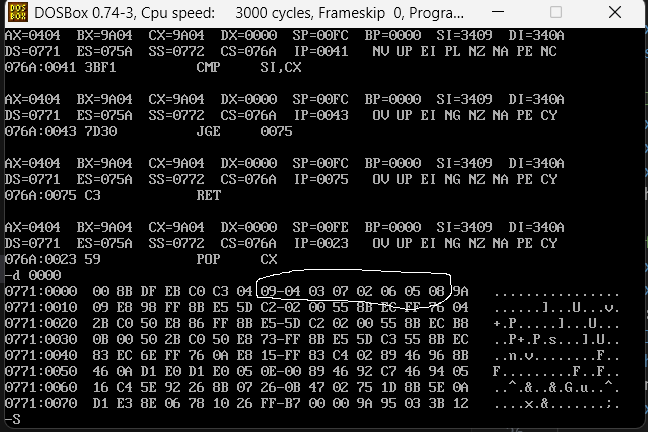 DOSBox 0.74-3, Cpu speed: 3000 cycles, Frameskip 0, Progra...
AX=0404 BX=9A04 CX=9A04 DX=0000 SP=00FC BP=0000 SI=3409 DI=340A
DS=0771 ES=075A SS=0772 CS=076A IP=0041 NV UP EI PL NZ NA PE NC
076A:0041 3BF1 CMP SI,CX
AX=0404 BX=9A04 CX=9A04 DX=0000 SP=00FC BP=0000 SI=3409 DI=340A
DS=0771 ES=075A SS=0772 CS=076A IP=0043 OV UP EI NG NZ NA PE CY
076A:0043 7D30 JGE 0075
AX=0404 BX=9A04 CX=9A04 DX=0000 SP=00FC BP=0000 SI=3409 DI=340A
DS=0771 ES=075A SS=0772 CS=076A IP=0075 OV UP EI NG NZ NA PE CY
076A:0075 C3 RET
AX=0404 BX=9A04 CX=9A04 DX=0000 SP=00FE BP=0000 SI=3409 DI=340A
DS=0771 ES=075A SS=0772 CS=076A IP=0023 OV UP EI NG NZ NA PE CY
076A:0023 59 POP CX
-d 0000
0771:0000 00 8B DF EB C0 C3 04 09-04 03 07 02 06 05 08 9A ................
0771:0010 09 E8 98 FF 8B E5 5D C2-02 00 55 8B EC FF 76 04 ......]...U...v.
0771:0020 2B C0 50 E8 86 FF 8B E5-5D C2 02 00 55 8B EC B8 +.P.....]...U...
0771:0030 0B 00 50 2B C0 50 E8 73-FF 8B E5 5D C3 55 8B EC ..P+.P.s...].U..
0771:0040 83 EC 6E FF 76 0A E8 15-FF 83 C4 02 89 46 96 8B ..n.v........F..
0771:0050 46 0A D1 E0 D1 E0 05 0E-00 89 46 92 C7 46 94 05 F.........F..F..
0771:0060 16 C4 5E 92 26 8B 07 26-0B 47 02 75 1D 8B 5E 0A ..^.&..&.G.u..^.
0771:0070 D1 E3 8E 06 78 10 26 FF-B7 00 00 9A 95 03 3B 12 ....x.&.......;.
-S